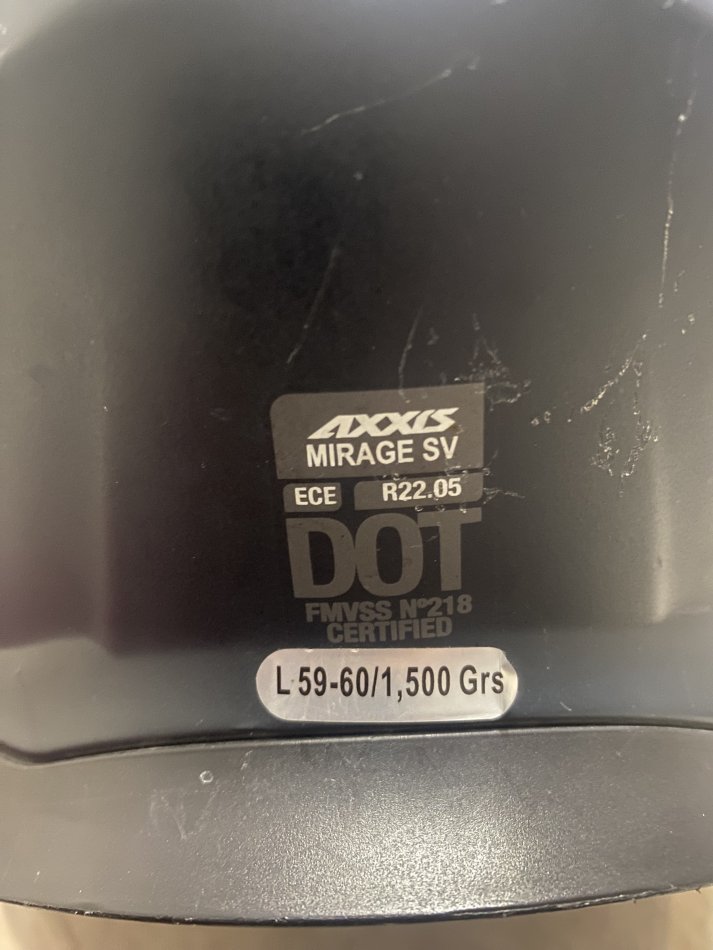 AXXIS
MIRAGE SV
ECE R22.05
DOT
FMVSS Nº218
CERTIFIED
L 59-60/1,500 Grs